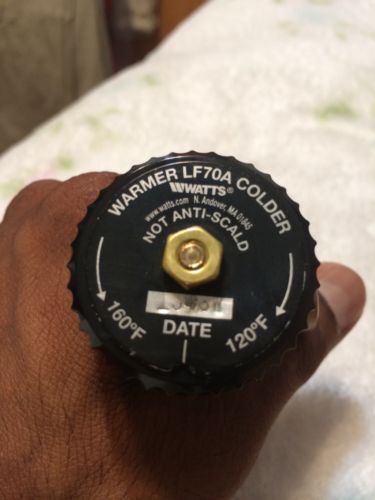 WARMER LF70A COLDER
WATTS®
www.watts.com N. Andover, MA 01845
NOT ANTI-SCALD
160°F
DATE
120°F